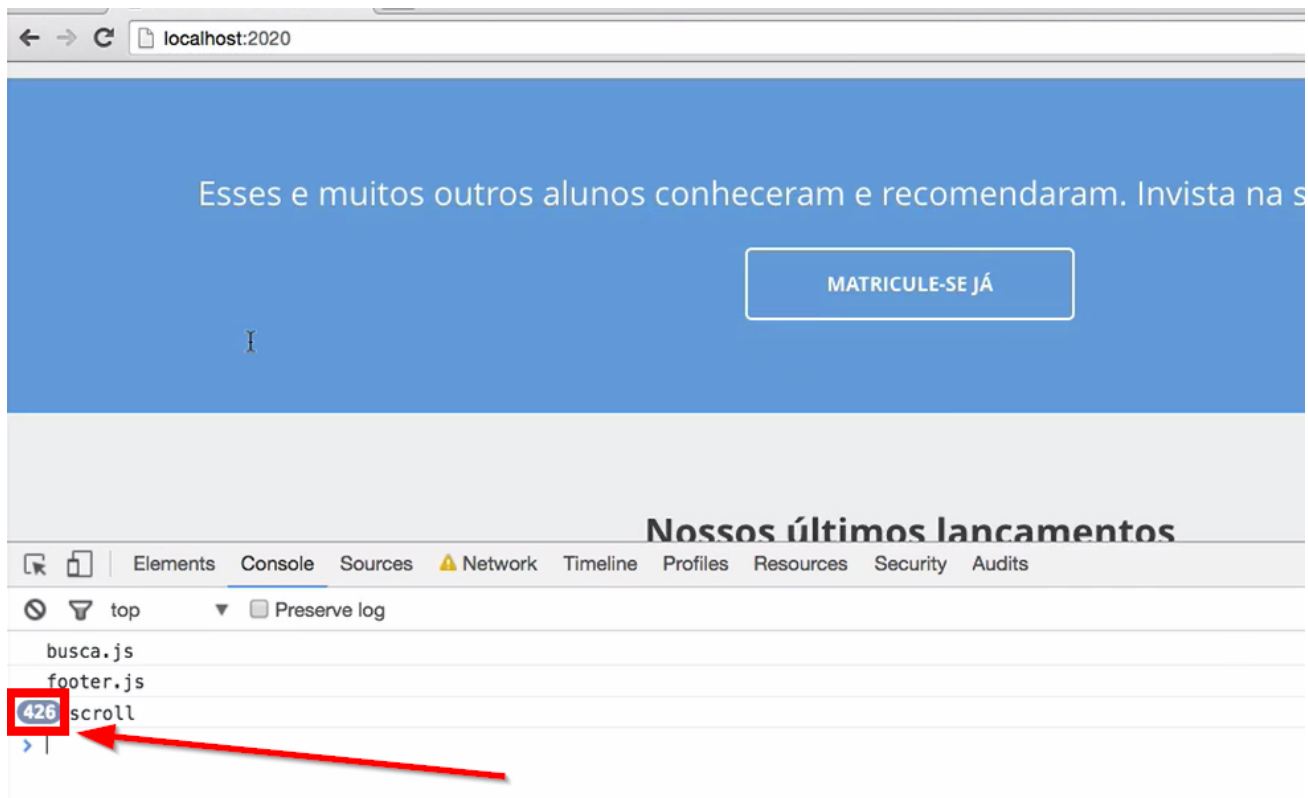 localhost:2020
Esses e muitos outros alunos conheceram e recomendaram. Invista na s
MATRICULE-SE JÁ
Nossos últimos lançamentos
Elements Console Sources Network Timeline Profiles Resources Security Audits
top Preserve log
busca.js
footer.js
426 scroll